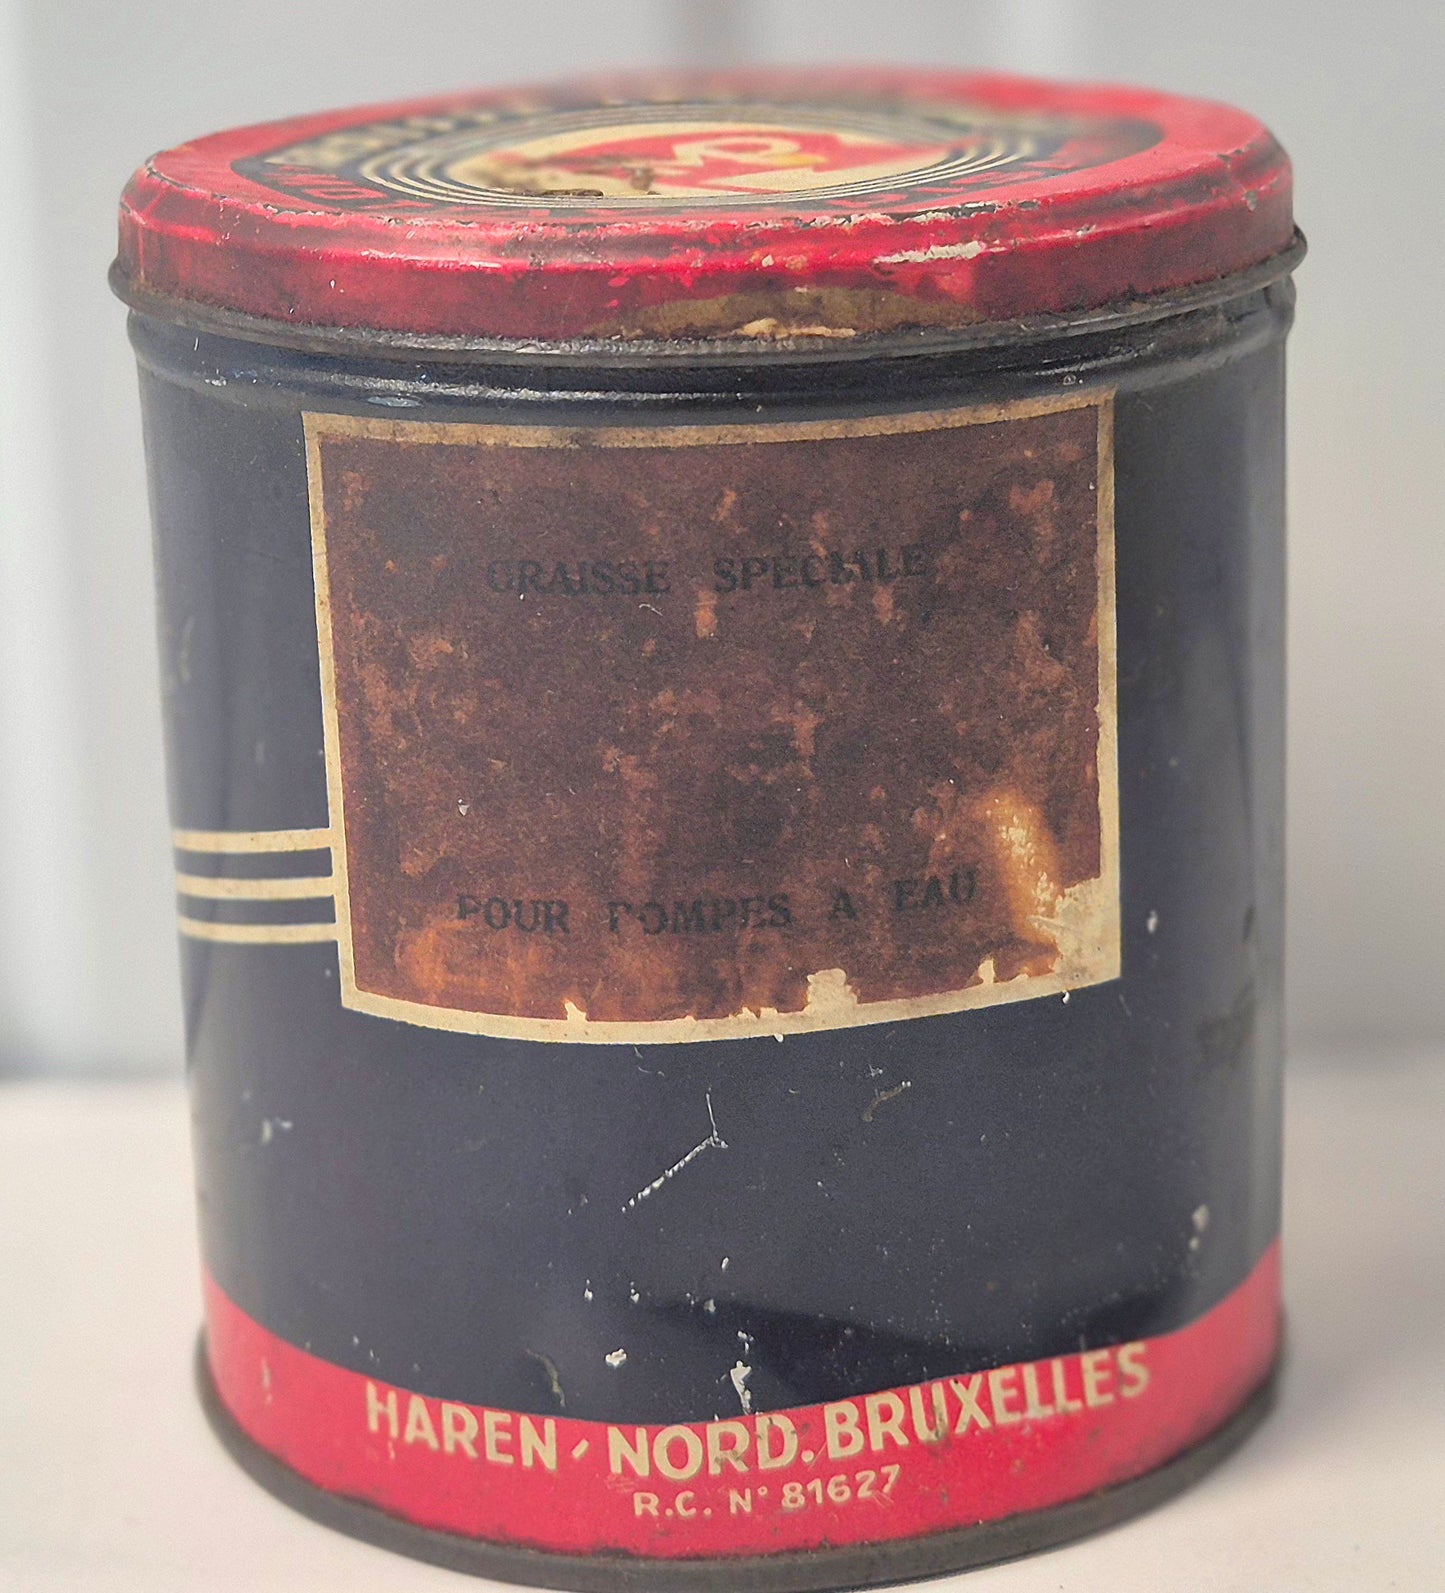 GRAISSE SPECIALE
POUR POMPES A EAU
HAREN-NORD.BRUXELLES
R.C. N° 81627